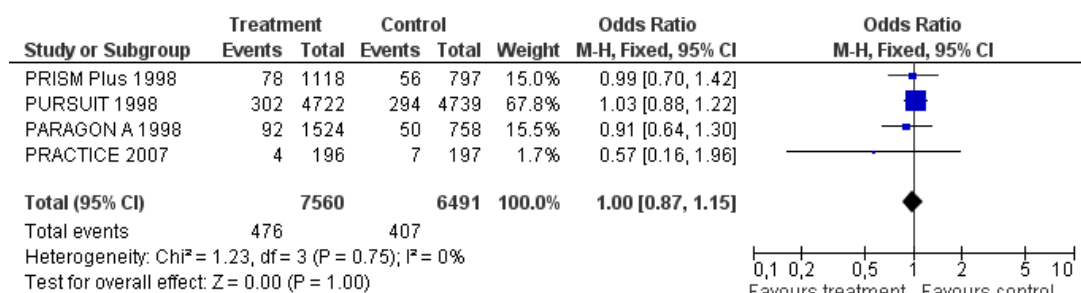 Treatment Control Odds Ratio Odds Ratio
Study or Subgroup Events Total Events Total Weight M-H, Fixed, 95% CI M-H, Fixed, 95% CI
PRISM Plus 1998 78 1118 56 797 15.0% 0.99 [0.70, 1.42]
PURSUIT 1998 302 4722 294 4739 67.8% 1.03 [0.88, 1.22]
PARAGON A 1998 92 1524 50 758 15.5% 0.91 [0.64, 1.30]
PRACTICE 2007 4 196 7 197 1.7% 0.57 [0.16, 1.96]
Total (95% CI) 7560 6491 100.0% 1.00 [0.87, 1.15]
Total events 476 407
Heterogeneity: Chi² = 1.23, df = 3 (P = 0.75); I² = 0%
Test for overall effect: Z = 0.00 (P = 1.00)
0,1 0,2 0,5 1 2 5 10
Favours treatment Favours control